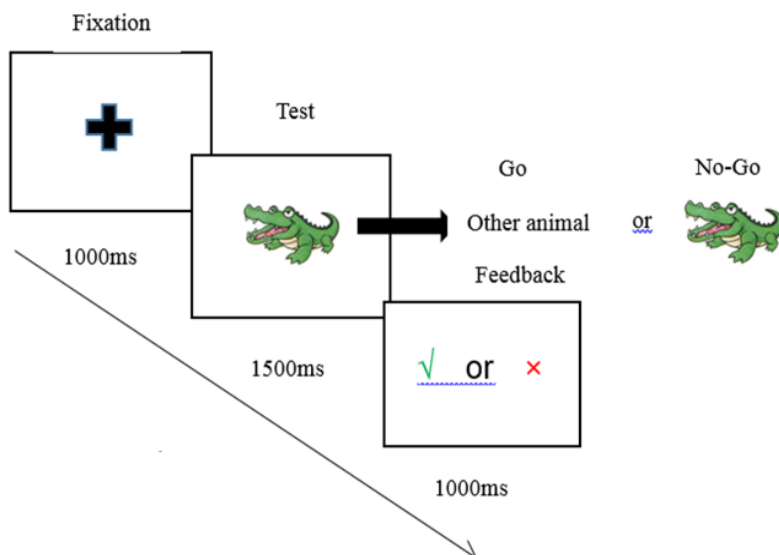 Fixation
Test
Go
No-Go
Other animal
or
1000ms
Feedback
1500ms
√ or ×
1000ms